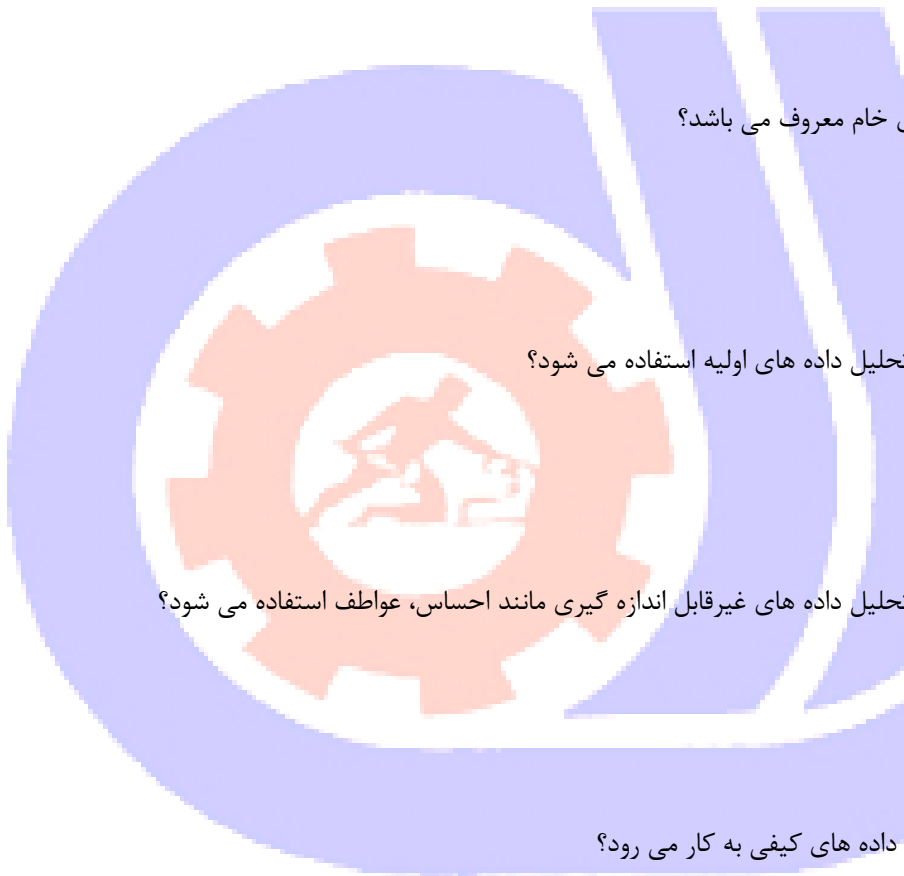 خام معروف می باشد؟
تحلیل داده های اولیه استفاده می شود؟
تحلیل داده های غیرقابل اندازه گیری مانند احساس، عواطف استفاده می شود؟
داده های کیفی به کار می رود؟